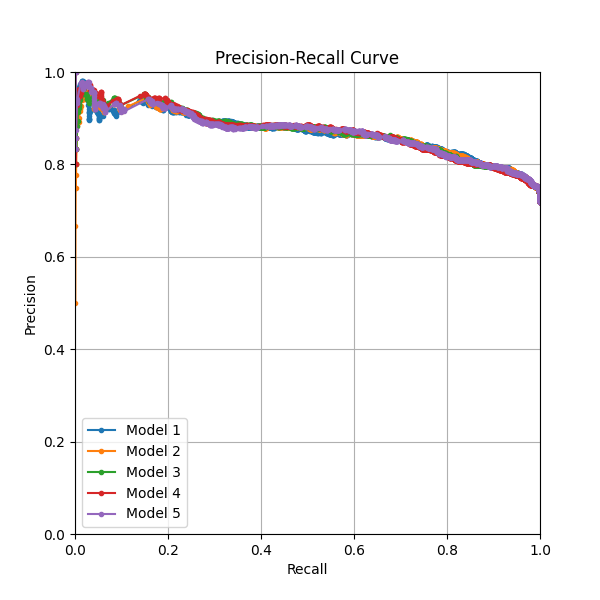 Precision-Recall Curve
1.0
0.8
0.6
0.4
0.2
0.0
Precision
Model 1
Model 2
Model 3
Model 4
Model 5
0.0 0.2 0.4 0.6 0.8 1.0
Recall